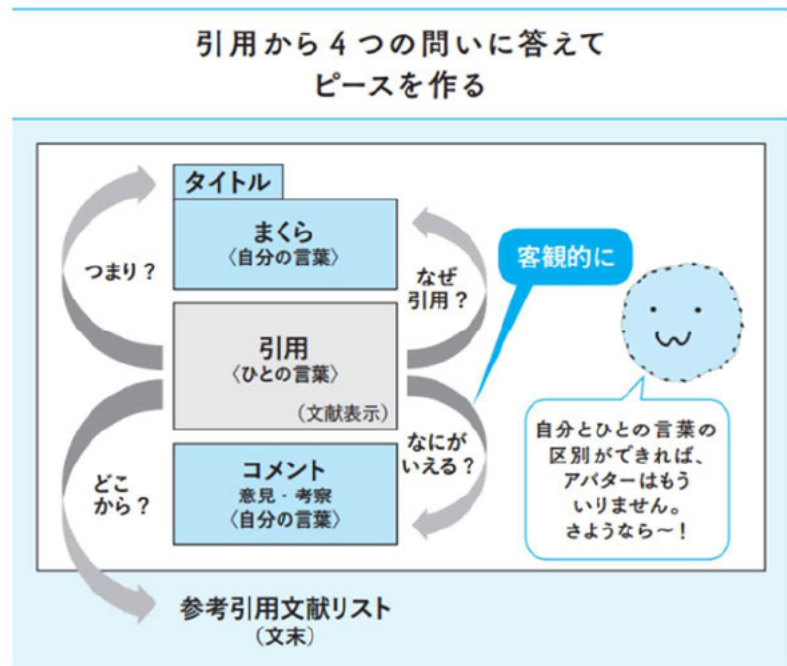 引用から4つの問いに答えて
ピースを作る
タイトル
まくら
〈自分の言葉〉
つまり?
なぜ
引用?
客観的に
引用
〈ひとの言葉〉
(文献表示)
どこ
から?
なにが
いえる?
コメント
意見・考察
〈自分の言葉〉
自分とひとの言葉の
区別ができれば、
アバターはもう
いりません。
さようなら〜!
参考引用文献リスト
(文末)